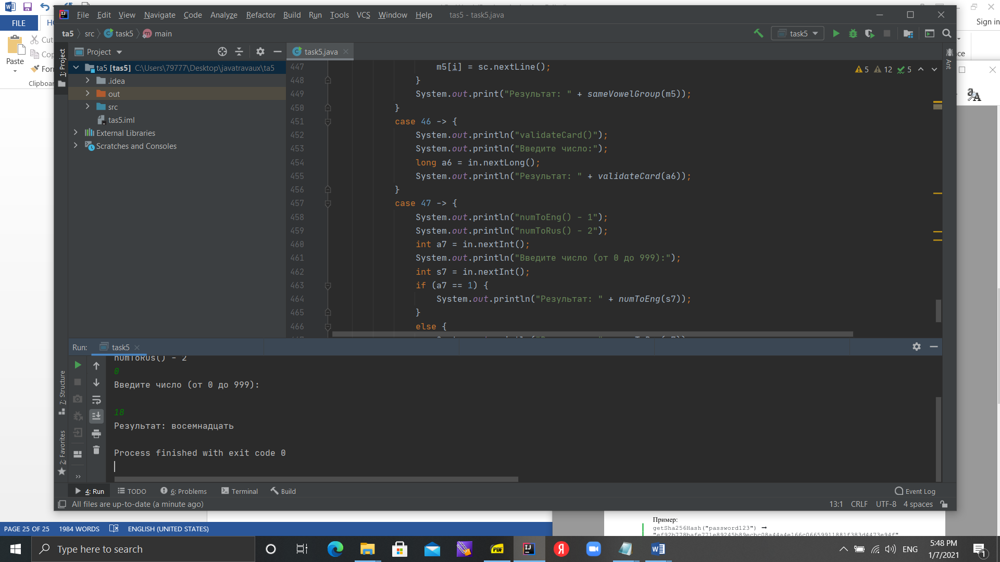 FILE
Sign in
Cut
Cop
Paste
For
Clipboar
File Edit View Navigate Code Analyze Refactor Build Run Tools VCS Window Help tas5 - task5.java
ta5 src task5 main
task5
1: Project
Project
task5.java
ta5 [tas5] C:\Users\79777\Desktop\javatravaux\ta5
.idea
out
src
tas5.iml
External Libraries
Scratches and Consoles
5 12 5
Ant
447 m5[i] = sc.nextLine();
448 }
449 System.out.print("Результат: " + sameVowelGroup(m5));
450 }
451 case 46 -> {
452 System.out.println("validateCard()");
453 System.out.println("Введите число:");
454 long a6 = in.nextLong();
455 System.out.println("Результат: " + validateCard(a6));
456 }
457 case 47 -> {
458 System.out.println("numToEng() - 1");
459 System.out.println("numToRus() - 2");
460 int a7 = in.nextInt();
461 System.out.println("Введите число (от 0 до 999):");
462 int s7 = in.nextInt();
463 if (a7 == 1) {
464 System.out.println("Результат: " + numToEng(s7));
465 }
466 else {
Run: task5
numToRus() - 2
0
Введите число (от 0 до 999):
18
Результат: восемнадцать
Process finished with exit code 0
7: Structure
2: Favorites
4: Run TODO 6: Problems Terminal Build Event Log
All files are up-to-date (a minute ago) 13:1 CRLF UTF-8 4 spaces
Пример:
getSha256Hash("password123") ➞
PAGE 25 OF 25 1984 WORDS ENGLISH (UNITED STATES)
Type here to search
PDF
Я
ENG
5:48 PM
1/7/2021
1